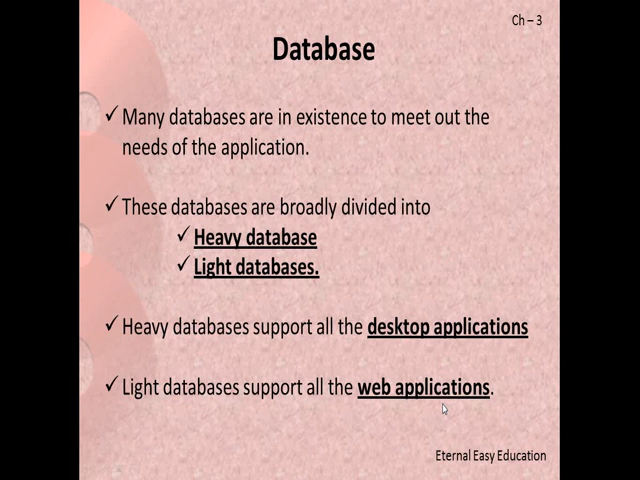 Ch – 3
Database
✓ Many databases are in existence to meet out the
needs of the application.
✓ These databases are broadly divided into
✓ Heavy database
✓ Light databases.
✓ Heavy databases support all the desktop applications
✓ Light databases support all the web applications.
Eternal Easy Education